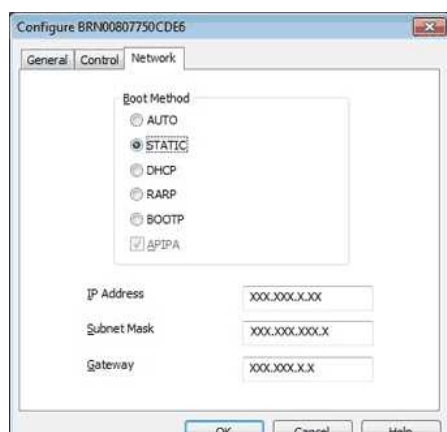 Configure BRN00807750CDE6
General Control Network
Boot Method
AUTO
STATIC
DHCP
RARP
BOOTP
APIPA
IP Address XXX.XXX.X.XX
Subnet Mask XXX.XXX.XXX.X
Gateway XXX.XXX.X.X
OK Cancel Help